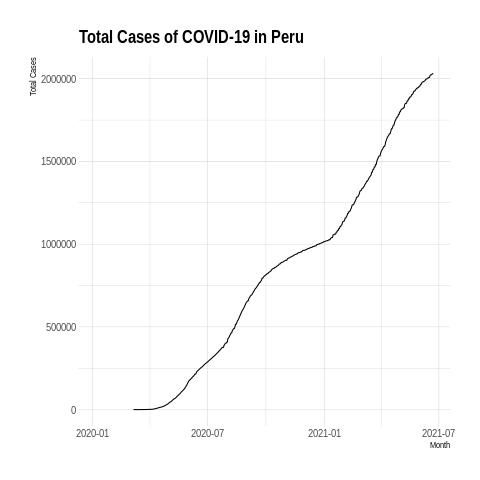 Total Cases of COVID-19 in Peru
Total Cases
2000000
1500000
1000000
500000
0
2020-01 2020-07 2021-01 2021-07
Month